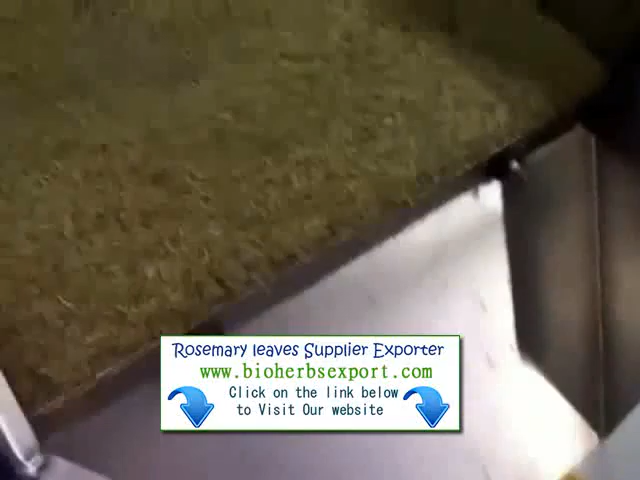 Rosemary leaves Supplier Exporter
www.bioherbsexport.com
Click on the link below
to Visit Our website